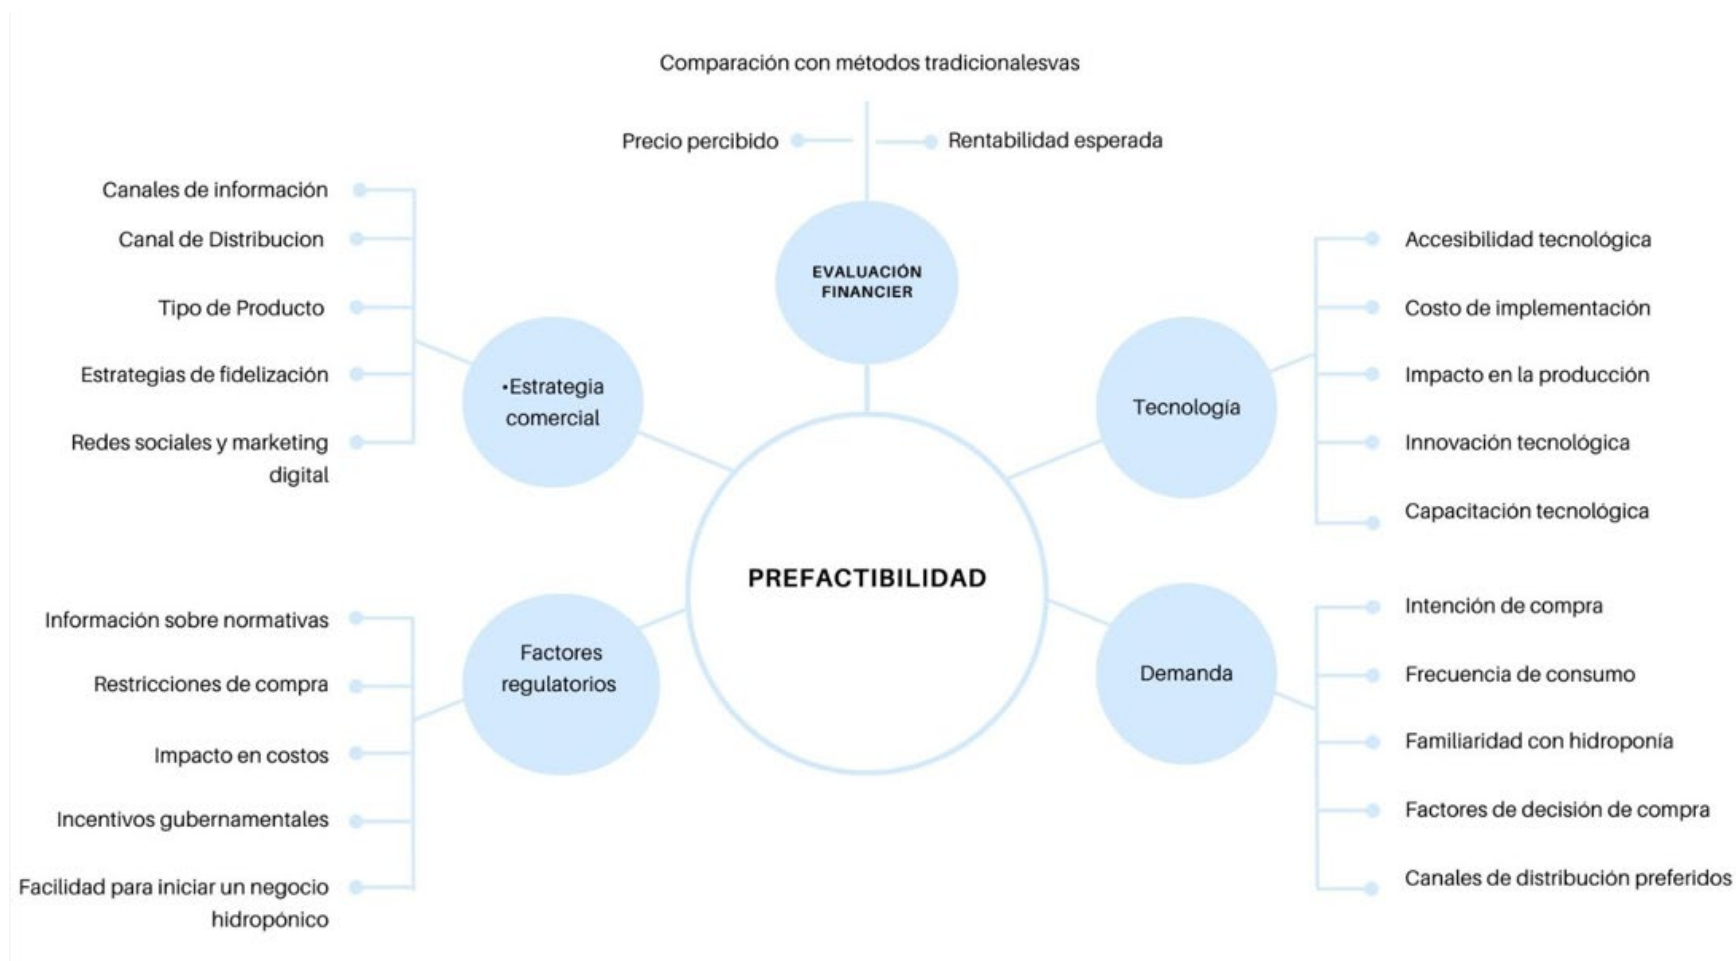 Comparación con métodos tradicionalesvas
Precio percibido
Rentabilidad esperada
EVALUACIÓN
FINANCIER
Canales de información
Canal de Distribucion
Tipo de Producto
Estrategias de fidelización
Redes sociales y marketing
digital
•Estrategia
comercial
Accesibilidad tecnológica
Costo de implementación
Impacto en la producción
Innovación tecnológica
Capacitación tecnológica
Tecnología
PREFACTIBILIDAD
Información sobre normativas
Restricciones de compra
Impacto en costos
Incentivos gubernamentales
Facilidad para iniciar un negocio
hidropónico
Factores
regulatorios
Demanda
Intención de compra
Frecuencia de consumo
Familiaridad con hidroponía
Factores de decisión de compra
Canales de distribución preferidos